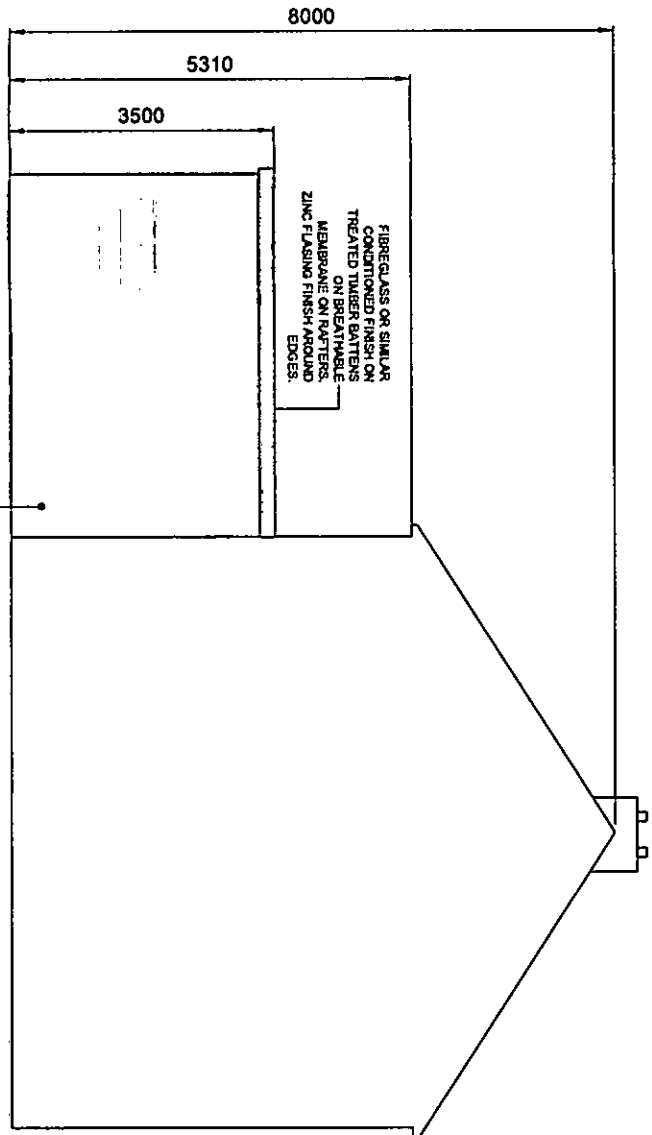 8000
5310
3500
FIBREGLASS OR SIMILAR
CONDITIONED FINISH ON
TREATED TIMBER BATTENS
ON BREATHABLE
MEMBRANE ON RAFTERS.
ZINC FLASING FINISH AROUND
EDGES.